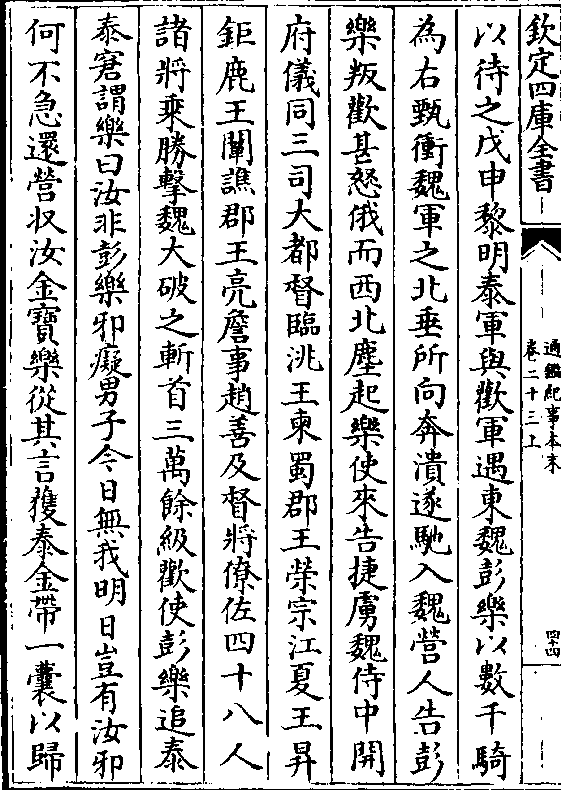 欽定四庫全書
通鑑紀事本末
卷二十三上
四十四
以待之戊申黎明泰軍與歡軍遇東魏彭樂以數千騎
為右甄衝魏軍之北垂所向奔潰遂馳入魏營人告彭
樂叛歡甚怒俄而西北塵起樂使來告捷虜魏侍中開
府儀同三司大都督臨洮王柬蜀郡王榮宗江夏王昇
鉅鹿王闡譙郡王亮詹事趙善及督將僚佐四十八人
諸將乘勝擊魏大破之斬首三萬餘級歡使彭樂追泰
泰窘謂樂曰汝非彭樂邪癡男子今日無我明日豈有汝邪
何不急還營収汝金寶樂從其言獲泰金帶一囊以歸